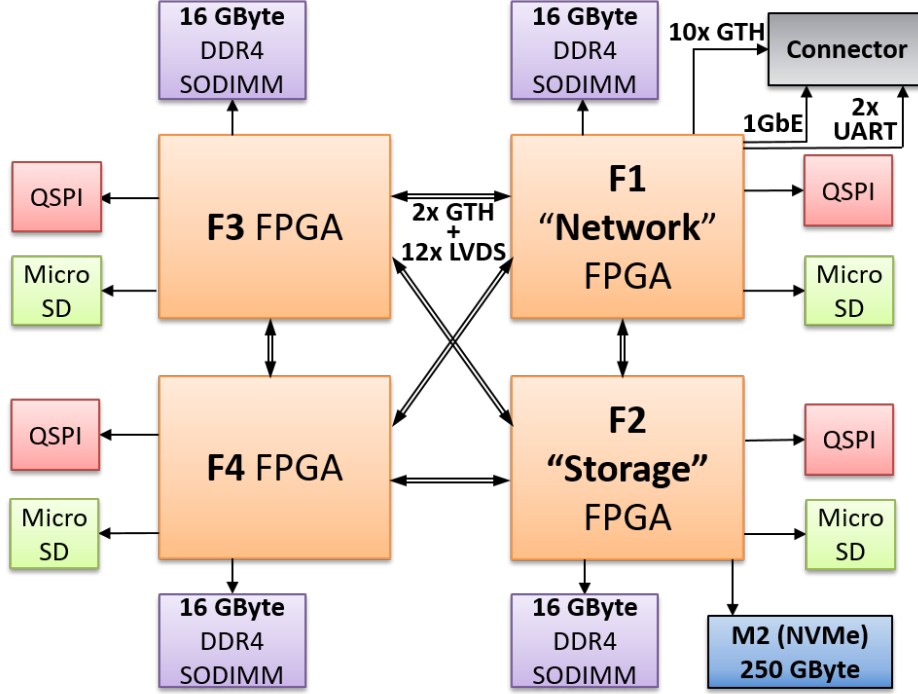 16 GByte
DDR4
SODIMM
16 GByte
DDR4
SODIMM
10x GTH
Connector
1GbE
2x
UART
QSPI
Micro
SD
F3 FPGA
2x GTH
+
12x LVDS
F1
“Network”
FPGA
QSPI
Micro
SD
QSPI
Micro
SD
F4 FPGA
F2
“Storage”
FPGA
QSPI
Micro
SD
16 GByte
DDR4
SODIMM
16 GByte
DDR4
SODIMM
M2 (NVMe)
250 GByte